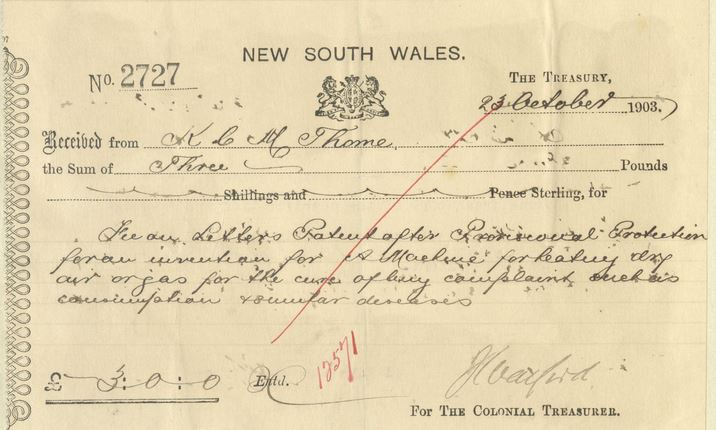 NEW SOUTH WALES.
No. 2727
THE TREASURY,
23 October 1903.
Received from K L M Thorne,
the Sum of Three Pounds
Shillings and Pence Sterling, for
Fee on Letters Patent after Provisional Protection
for an invention for A Machine for heating dry
air or gas for the cure of lung complaint such as
consumption & similar diseases
£ 3: 0: 0 Entd. 12571
For THE COLONIAL TREASURER.